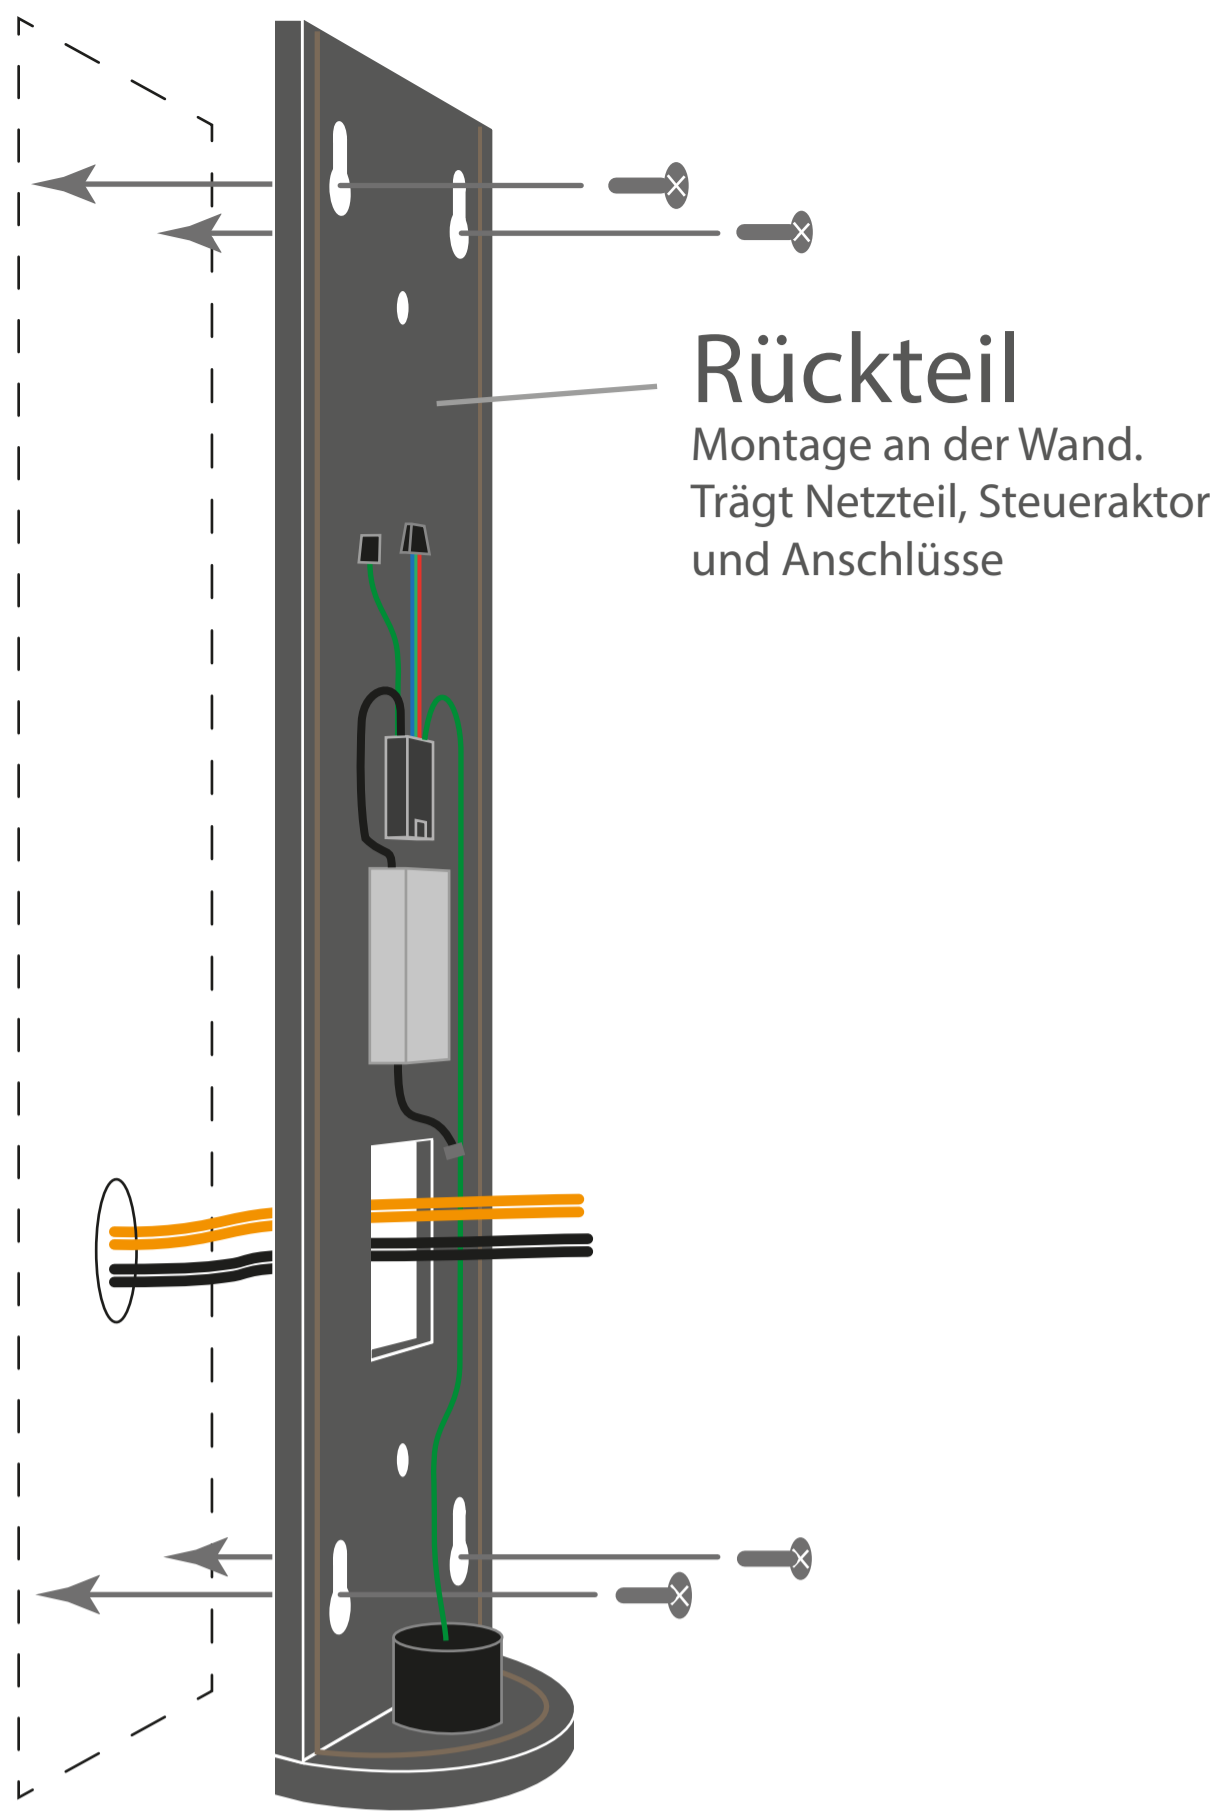 Rückteil
Montage an der Wand.
Trägt Netzteil, Steueraktor
und Anschlüsse